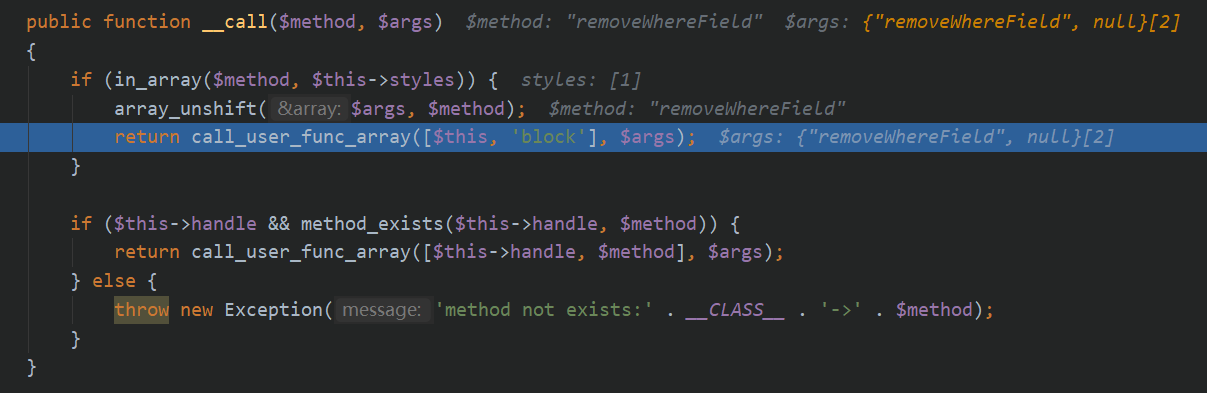 public function __call($method, $args)  $method: "removeWhereField"  $args: {"removeWhereField", null}[2]
{
    if (in_array($method, $this->styles)) {  styles: [1]
        array_unshift( &array: $args, $method);  $method: "removeWhereField"
        return call_user_func_array([$this, 'block'], $args);  $args: {"removeWhereField", null}[2]
    }

    if ($this->handle && method_exists($this->handle, $method)) {
        return call_user_func_array([$this->handle, $method], $args);
    } else {
        throw new Exception( message: 'method not exists:' . __CLASS__ . '->' . $method);
    }
}